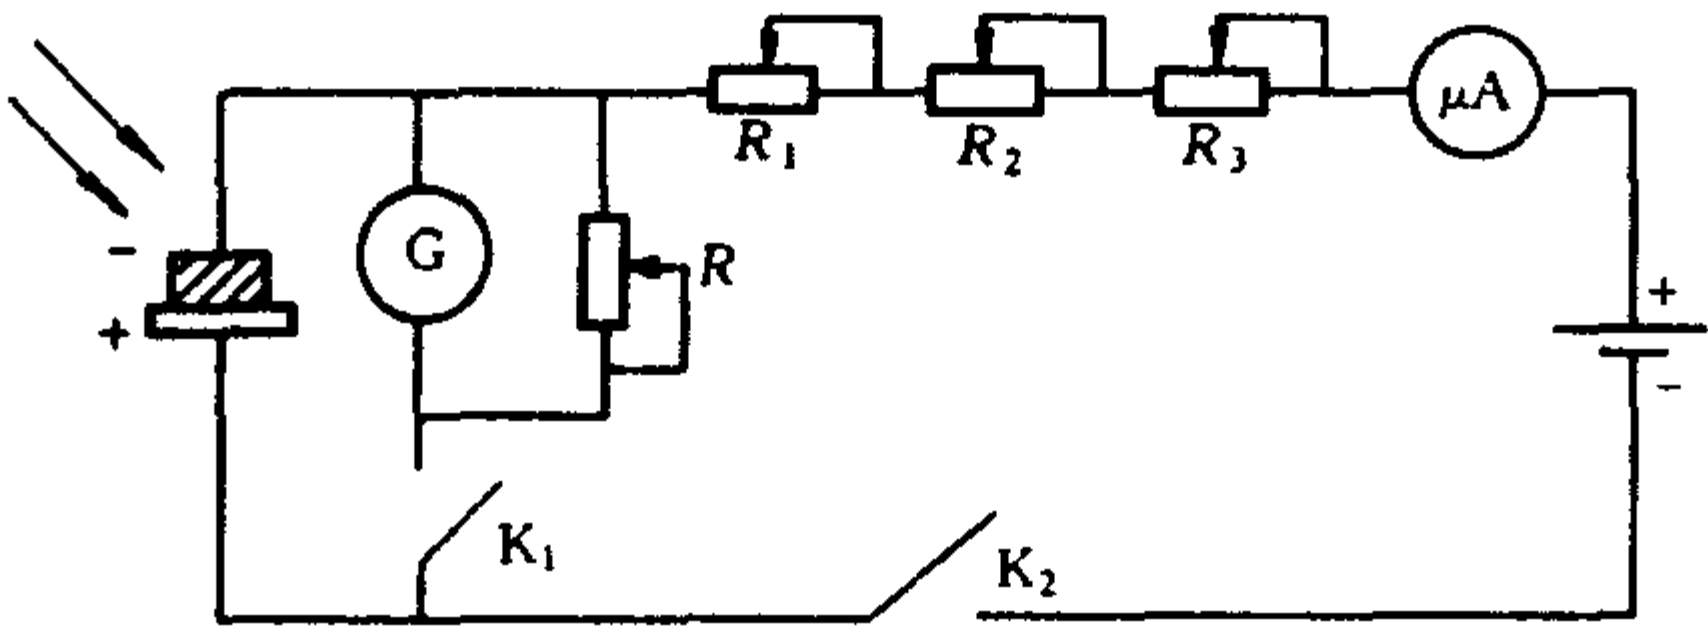 R₁ R₂ R₃ μA
G R
− +
+ −
K₁ K₂